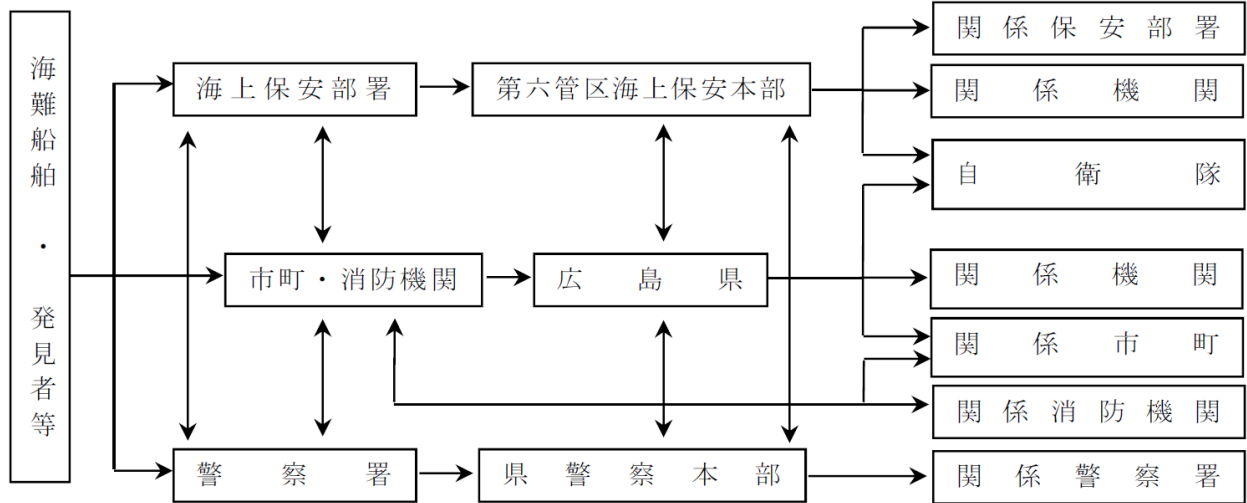 海難船舶・発見者等
海上保安部署
第六管区海上保安本部
関係保安部署
関係機関
自衛隊
市町・消防機関
広島県
関係機関
関係市町
関係消防機関
警察署
県警察本部
関係警察署